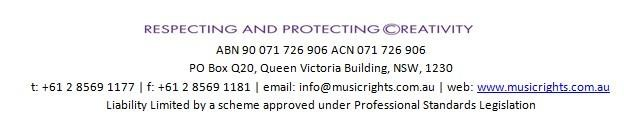 RESPECTING AND PROTECTING ©REATIVITY
ABN 90 071 726 906 ACN 071 726 906
PO Box Q20, Queen Victoria Building, NSW, 1230
t: +61 2 8569 1177 | f: +61 2 8569 1181 | email: info@musicrights.com.au | web: www.musicrights.com.au
Liability Limited by a scheme approved under Professional Standards Legislation